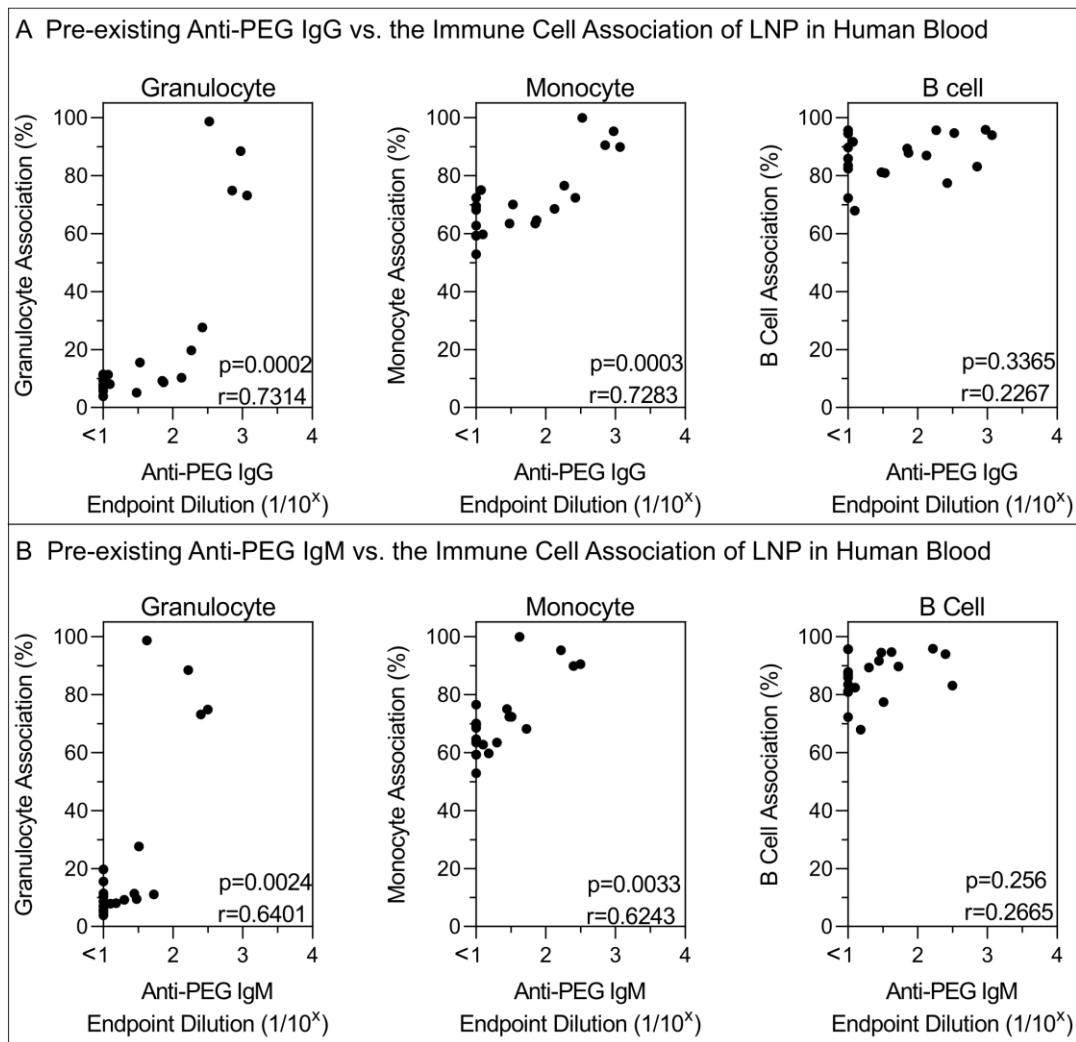 A Pre-existing Anti-PEG IgG vs. the Immune Cell Association of LNP in Human Blood
Granulocyte
Granulocyte Association (%)
100
80
60
40
20
0
p=0.0002
r=0.7314
<1 2 3 4
Anti-PEG IgG
Endpoint Dilution (1/10ˣ)
Monocyte
Monocyte Association (%)
100
80
60
40
20
0
p=0.0003
r=0.7283
<1 2 3 4
Anti-PEG IgG
Endpoint Dilution (1/10ˣ)
B cell
B Cell Association (%)
100
80
60
40
20
0
p=0.3365
r=0.2267
<1 2 3 4
Anti-PEG IgG
Endpoint Dilution (1/10ˣ)
B Pre-existing Anti-PEG IgM vs. the Immune Cell Association of LNP in Human Blood
Granulocyte
Granulocyte Association (%)
100
80
60
40
20
0
p=0.0024
r=0.6401
<1 2 3 4
Anti-PEG IgM
Endpoint Dilution (1/10ˣ)
Monocyte
Monocyte Association (%)
100
80
60
40
20
0
p=0.0033
r=0.6243
<1 2 3 4
Anti-PEG IgM
Endpoint Dilution (1/10ˣ)
B Cell
B Cell Association (%)
100
80
60
40
20
0
p=0.256
r=0.2665
<1 2 3 4
Anti-PEG IgM
Endpoint Dilution (1/10ˣ)